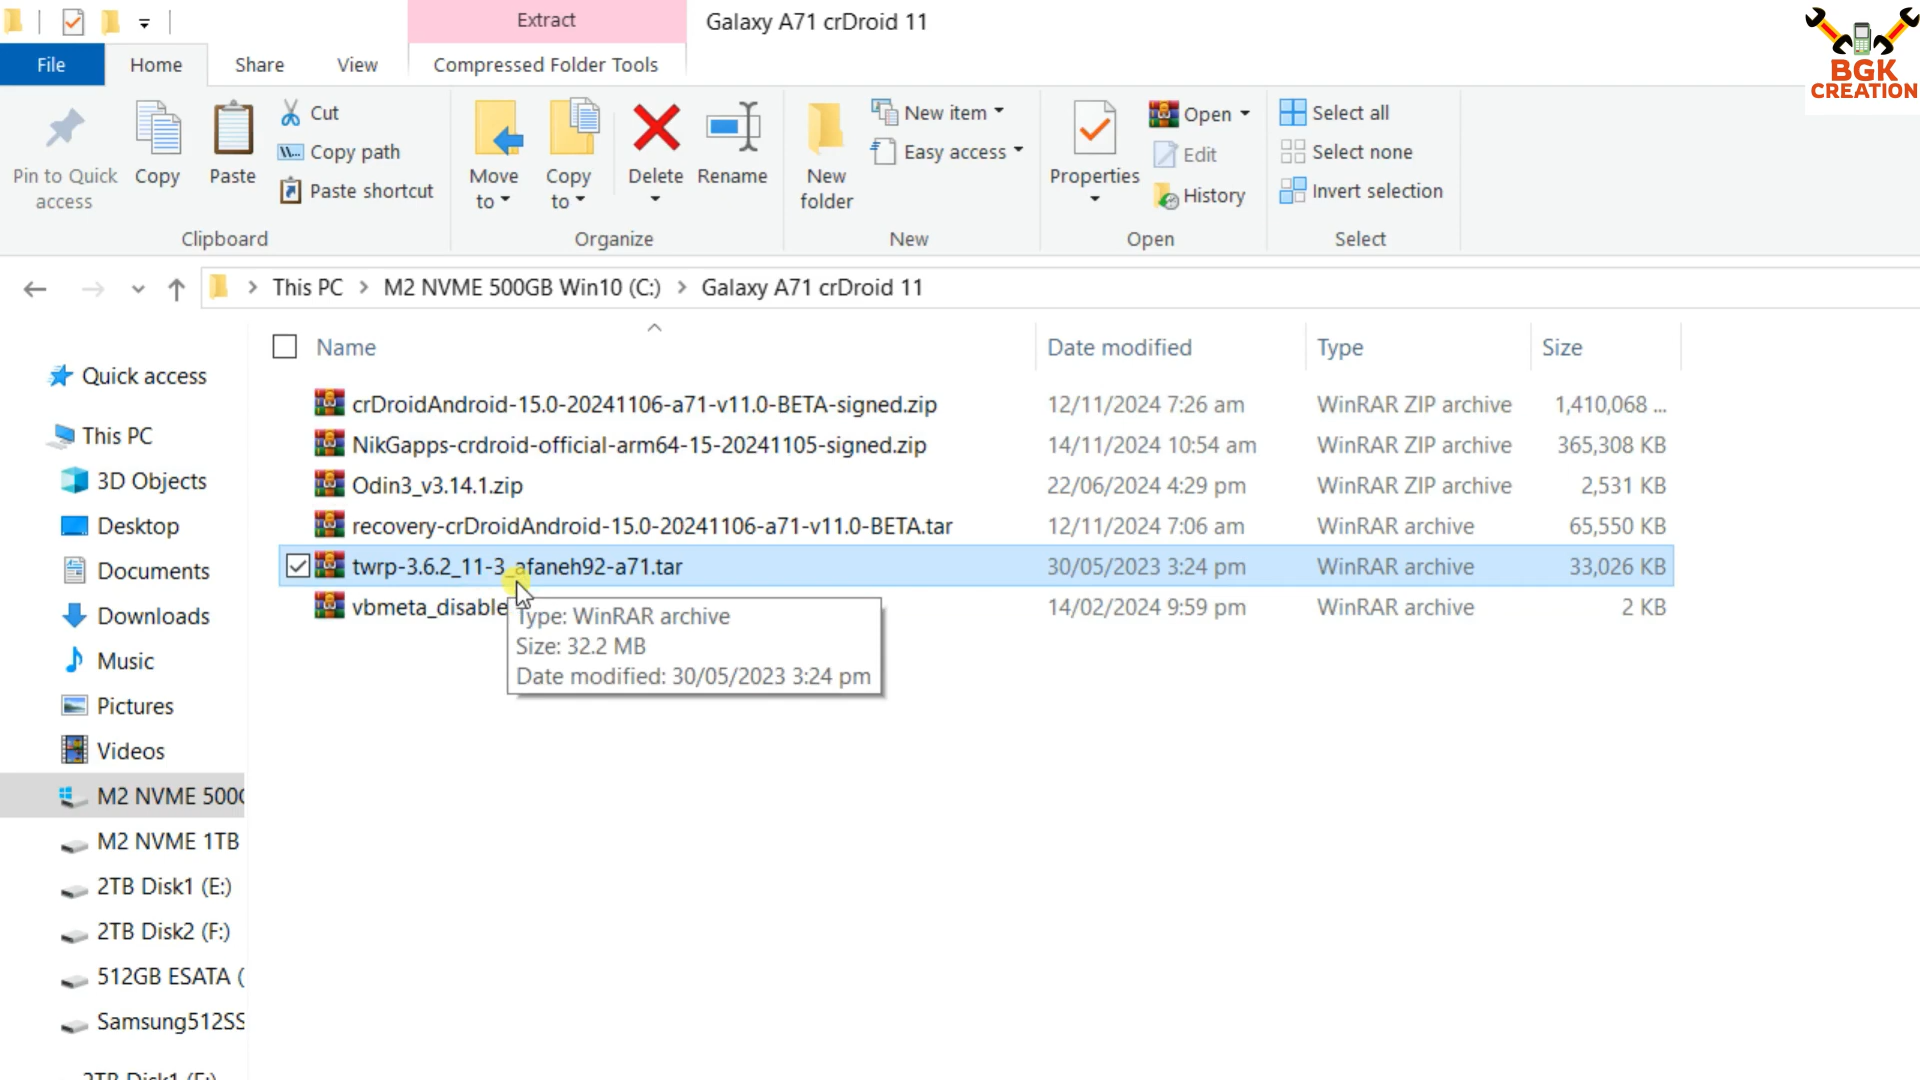 Extract
Galaxy A71 crDroid 11
BGK
CREATION
File
Home
Share
View
Compressed Folder Tools
Pin to Quick
access
Copy
Paste
Cut
Copy path
Paste shortcut
Clipboard
Move
to
Copy
to
Delete
Rename
Organize
New
folder
New item
Easy access
New
Properties
Open
Edit
History
Open
Select all
Select none
Invert selection
Select
This PC > M2 NVME 500GB Win10 (C:) > Galaxy A71 crDroid 11
Name Date modified Type Size
crDroidAndroid-15.0-20241106-a71-v11.0-BETA-signed.zip 12/11/2024 7:26 am WinRAR ZIP archive 1,410,068 ...
NikGapps-crdroid-official-arm64-15-20241105-signed.zip 14/11/2024 10:54 am WinRAR ZIP archive 365,308 KB
Odin3_v3.14.1.zip 22/06/2024 4:29 pm WinRAR ZIP archive 2,531 KB
recovery-crDroidAndroid-15.0-20241106-a71-v11.0-BETA.tar 12/11/2024 7:06 am WinRAR archive 65,550 KB
twrp-3.6.2_11-3_afaneh92-a71.tar 30/05/2023 3:24 pm WinRAR archive 33,026 KB
vbmeta_disable 14/02/2024 9:59 pm WinRAR archive 2 KB
Type: WinRAR archive
Size: 32.2 MB
Date modified: 30/05/2023 3:24 pm
Quick access
This PC
3D Objects
Desktop
Documents
Downloads
Music
Pictures
Videos
M2 NVME 500
M2 NVME 1TB
2TB Disk1 (E:)
2TB Disk2 (F:)
512GB ESATA (
Samsung512SS
2TB Disk1 (E:)